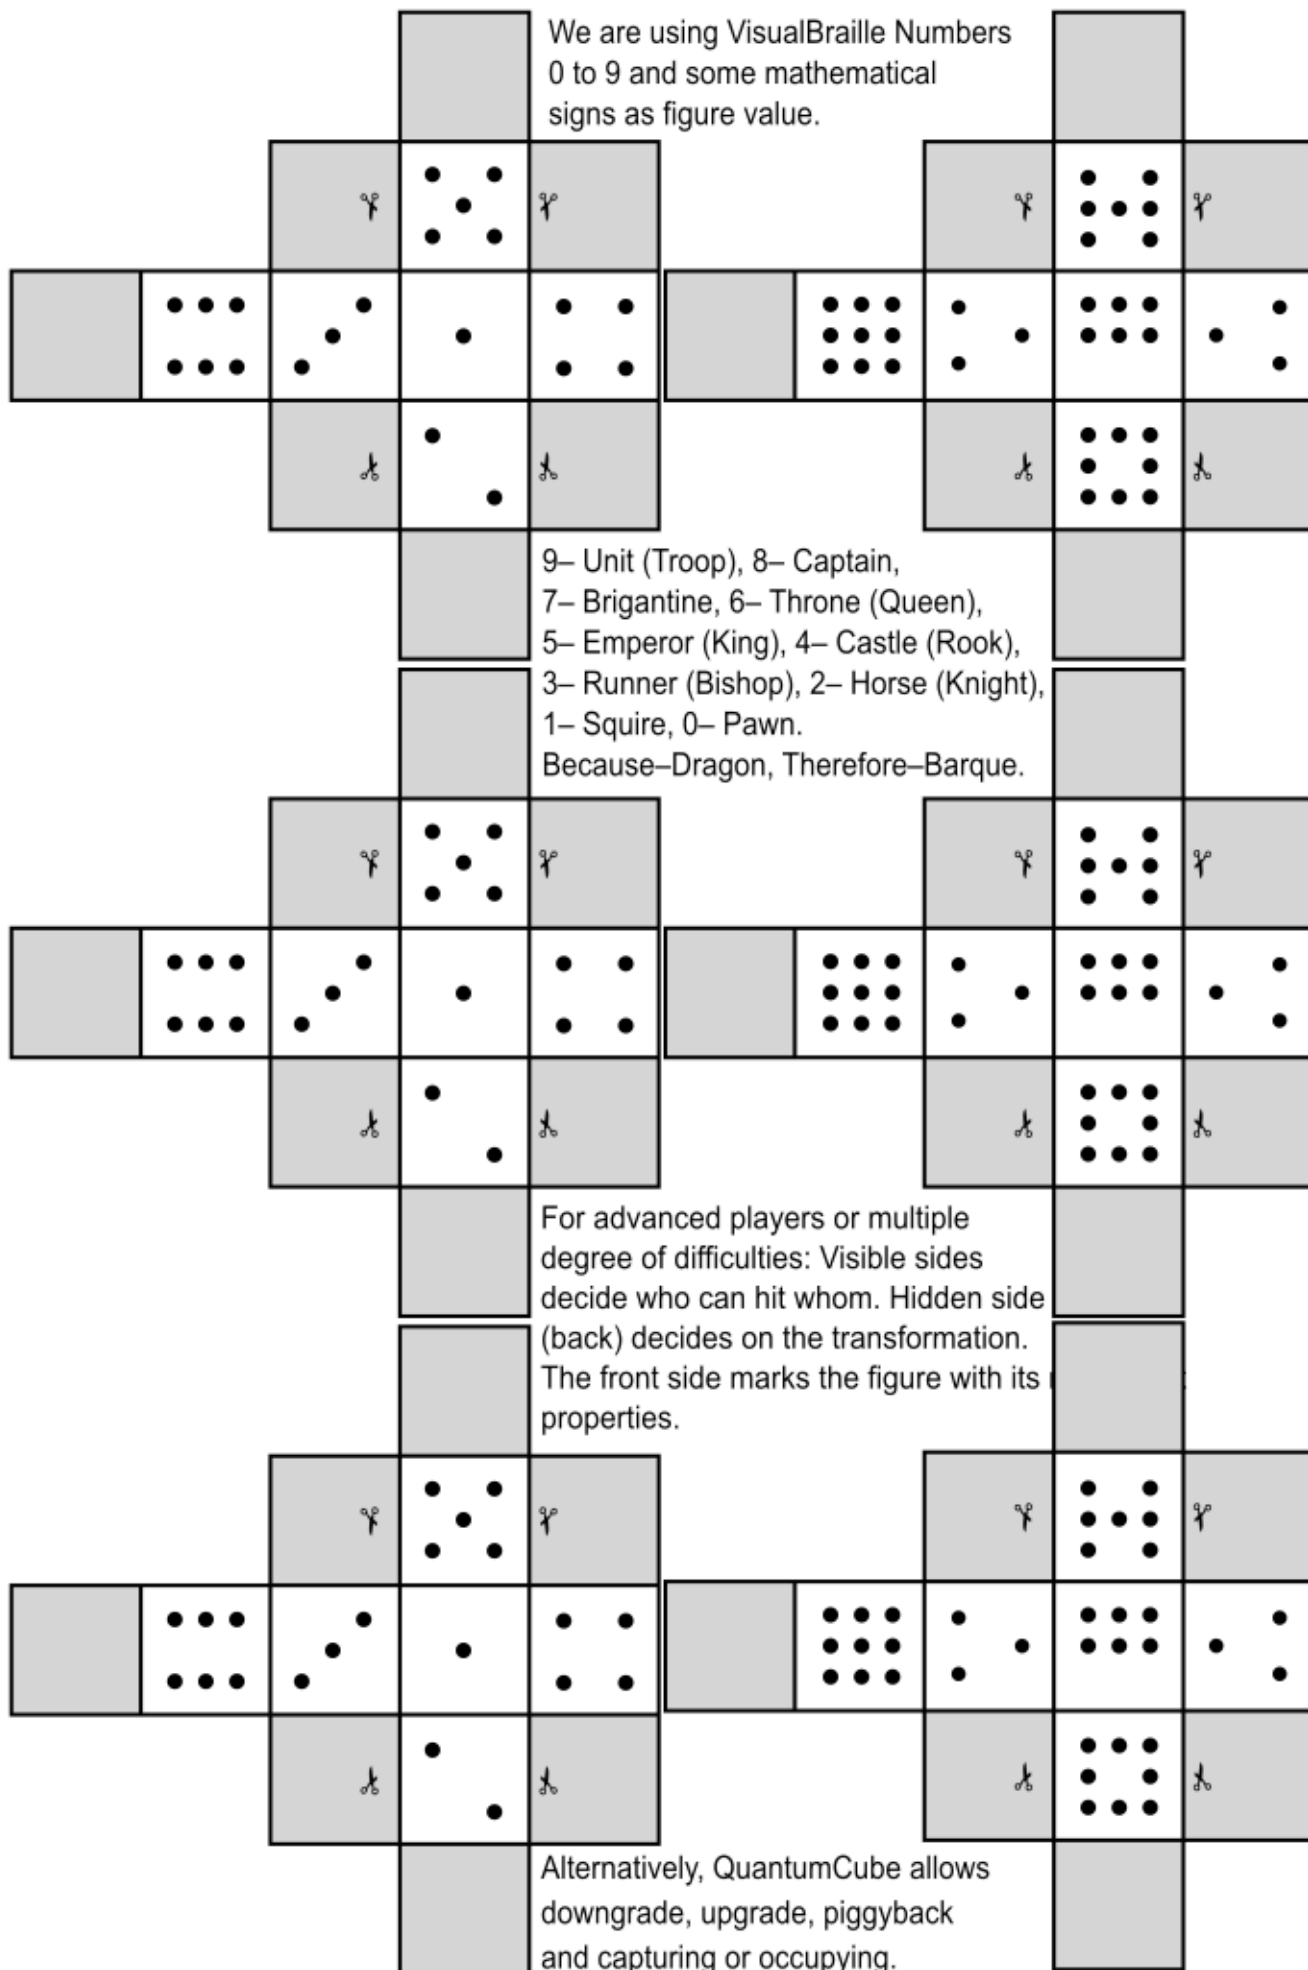 We are using VisualBraille Numbers
0 to 9 and some mathematical
signs as figure value.
9– Unit (Troop), 8– Captain,
7– Brigantine, 6– Throne (Queen),
5– Emperor (King), 4– Castle (Rook),
3– Runner (Bishop), 2– Horse (Knight),
1– Squire, 0– Pawn.
Because–Dragon, Therefore–Barque.
For advanced players or multiple
degree of difficulties: Visible sides
decide who can hit whom. Hidden side
(back) decides on the transformation.
The front side marks the figure with its
properties.
Alternatively, QuantumCube allows
downgrade, upgrade, piggyback
and capturing or occupying.